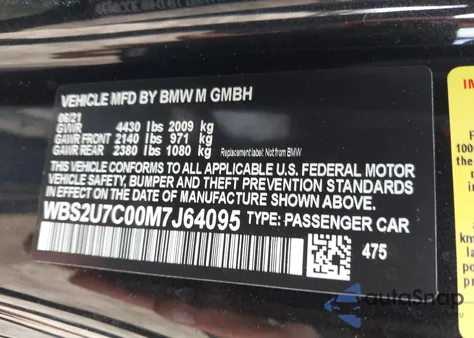 VEHICLE MFD BY BMW M GMBH
06/21
GVWR 4430 lbs 2009 kg
GAWR FRONT 2140 lbs 971 kg
GAWR REAR 2380 lbs 1080 kg Replacement label: Not from BMW
THIS VEHICLE CONFORMS TO ALL APPLICABLE U.S. FEDERAL MOTOR
VEHICLE SAFETY, BUMPER AND THEFT PREVENTION STANDARDS
IN EFFECT ON THE DATE OF MANUFACTURE SHOWN ABOVE
WBS2U7C00M7J64095 TYPE: PASSENGER CAR
475
autoSnap